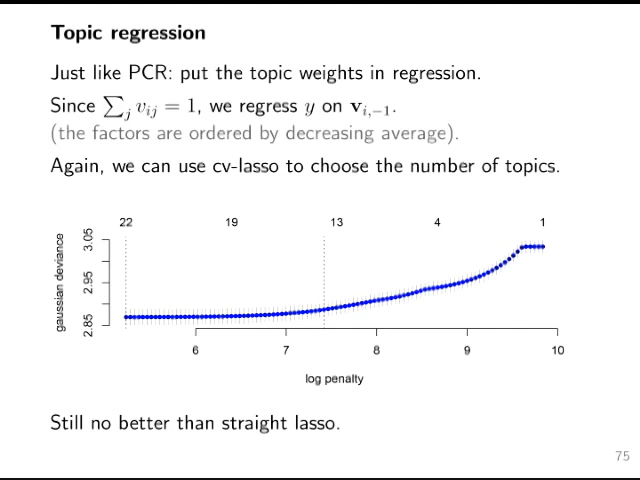 Topic regression
Just like PCR: put the topic weights in regression.
Since ∑_j v_{ij} = 1, we regress y on v_{i,−1}.
(the factors are ordered by decreasing average).
Again, we can use cv-lasso to choose the number of topics.
22 19 13 4 1
gaussian deviance
3.05
2.95
2.85
6 7 8 9 10
log penalty
Still no better than straight lasso.
75